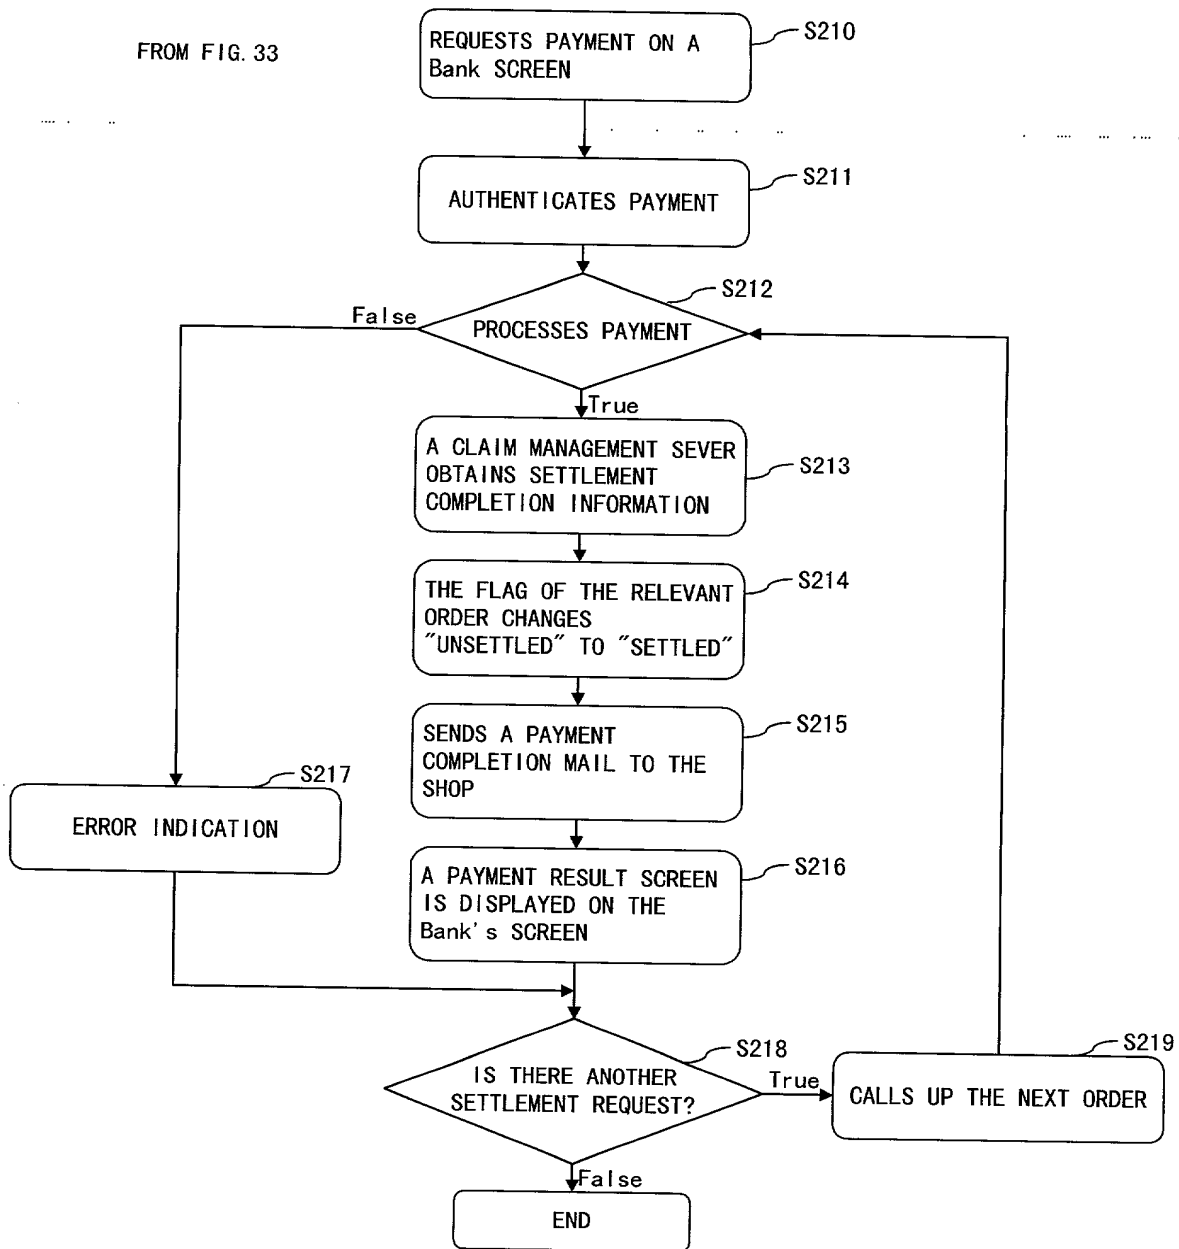 FROM FIG. 33
REQUESTS PAYMENT ON A
Bank SCREEN
S210
AUTHENTICATES PAYMENT
S211
PROCESSES PAYMENT
S212
False
True
A CLAIM MANAGEMENT SEVER
OBTAINS SETTLEMENT
COMPLETION INFORMATION
S213
THE FLAG OF THE RELEVANT
ORDER CHANGES
"UNSETTLED" TO "SETTLED"
S214
SENDS A PAYMENT
COMPLETION MAIL TO THE
SHOP
S215
ERROR INDICATION
S217
A PAYMENT RESULT SCREEN
IS DISPLAYED ON THE
Bank's SCREEN
S216
IS THERE ANOTHER
SETTLEMENT REQUEST?
S218
True
CALLS UP THE NEXT ORDER
S219
False
END